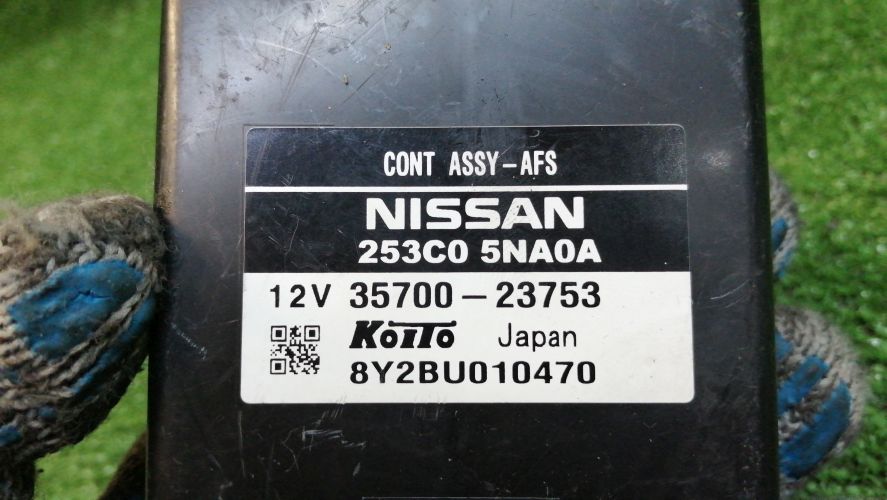 CONT ASSY-AFS
NISSAN
253C0 5NA0A
12V 35700-23753
KOITO Japan
8Y2BU010470